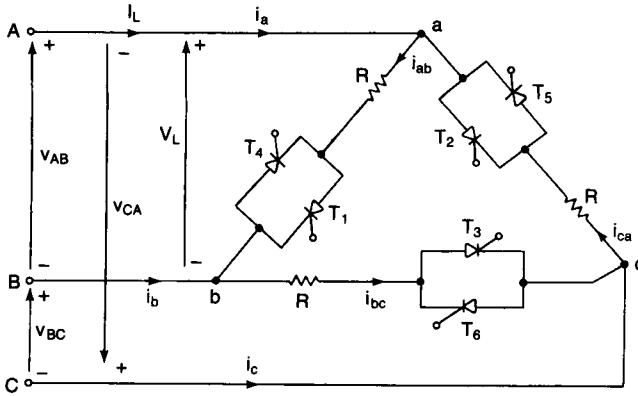 A
+
I_L
i_a
a
+
-
+
R
i_ab
T_5
T_4
T_2
V_L
v_AB
v_CA
T_1
R
T_3
i_ca
-
-
c
B
+
i_b
b
R
i_bc
T_6
v_BC
+
-
C
i_c